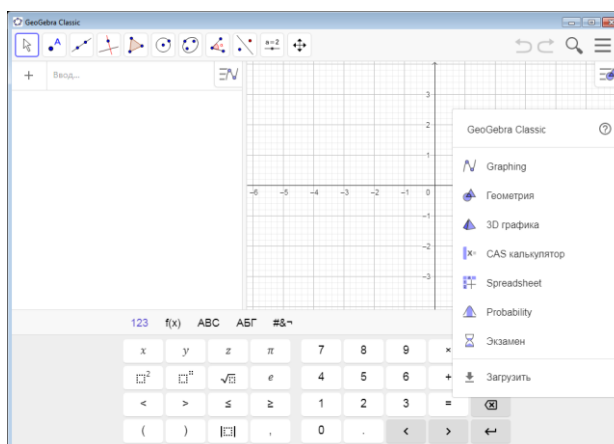 GeoGebra Classic
A
a=2
+ Ввод...
3
2
1
−6 −5 −4 −3 −2 −1 0
−1
−2
−3
GeoGebra Classic
Graphing
Геометрия
3D графика
CAS калькулятор
Spreadsheet
Probability
Экзамен
Загрузить
123 f(x) ABC АБГ #&¬
x y z π 7 8 9 ×
□² □ⁿ √□ e 4 5 6 +
< > ≤ ≥ 1 2 3 =
( ) |□| , 0 . < >